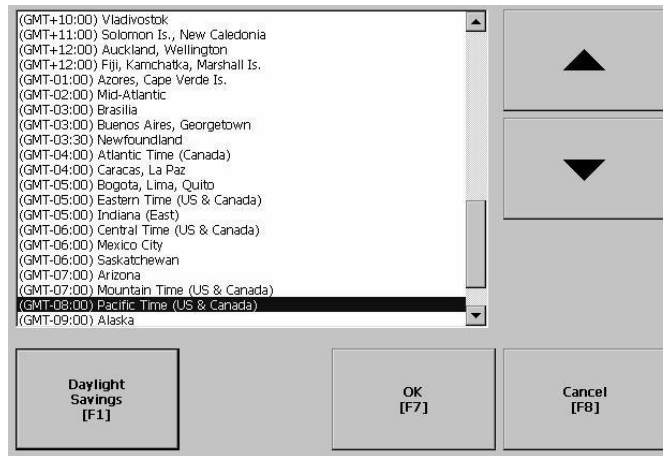 (GMT+10:00) Vladivostok
(GMT+11:00) Solomon Is., New Caledonia
(GMT+12:00) Auckland, Wellington
(GMT+12:00) Fiji, Kamchatka, Marshall Is.
(GMT-01:00) Azores, Cape Verde Is.
(GMT-02:00) Mid-Atlantic
(GMT-03:00) Brasilia
(GMT-03:00) Buenos Aires, Georgetown
(GMT-03:30) Newfoundland
(GMT-04:00) Atlantic Time (Canada)
(GMT-04:00) Caracas, La Paz
(GMT-05:00) Bogota, Lima, Quito
(GMT-05:00) Eastern Time (US & Canada)
(GMT-05:00) Indiana (East)
(GMT-06:00) Central Time (US & Canada)
(GMT-06:00) Mexico City
(GMT-06:00) Saskatchewan
(GMT-07:00) Arizona
(GMT-07:00) Mountain Time (US & Canada)
(GMT-08:00) Pacific Time (US & Canada)
(GMT-09:00) Alaska
Daylight
Savings
[F1]
OK
[F7]
Cancel
[F8]